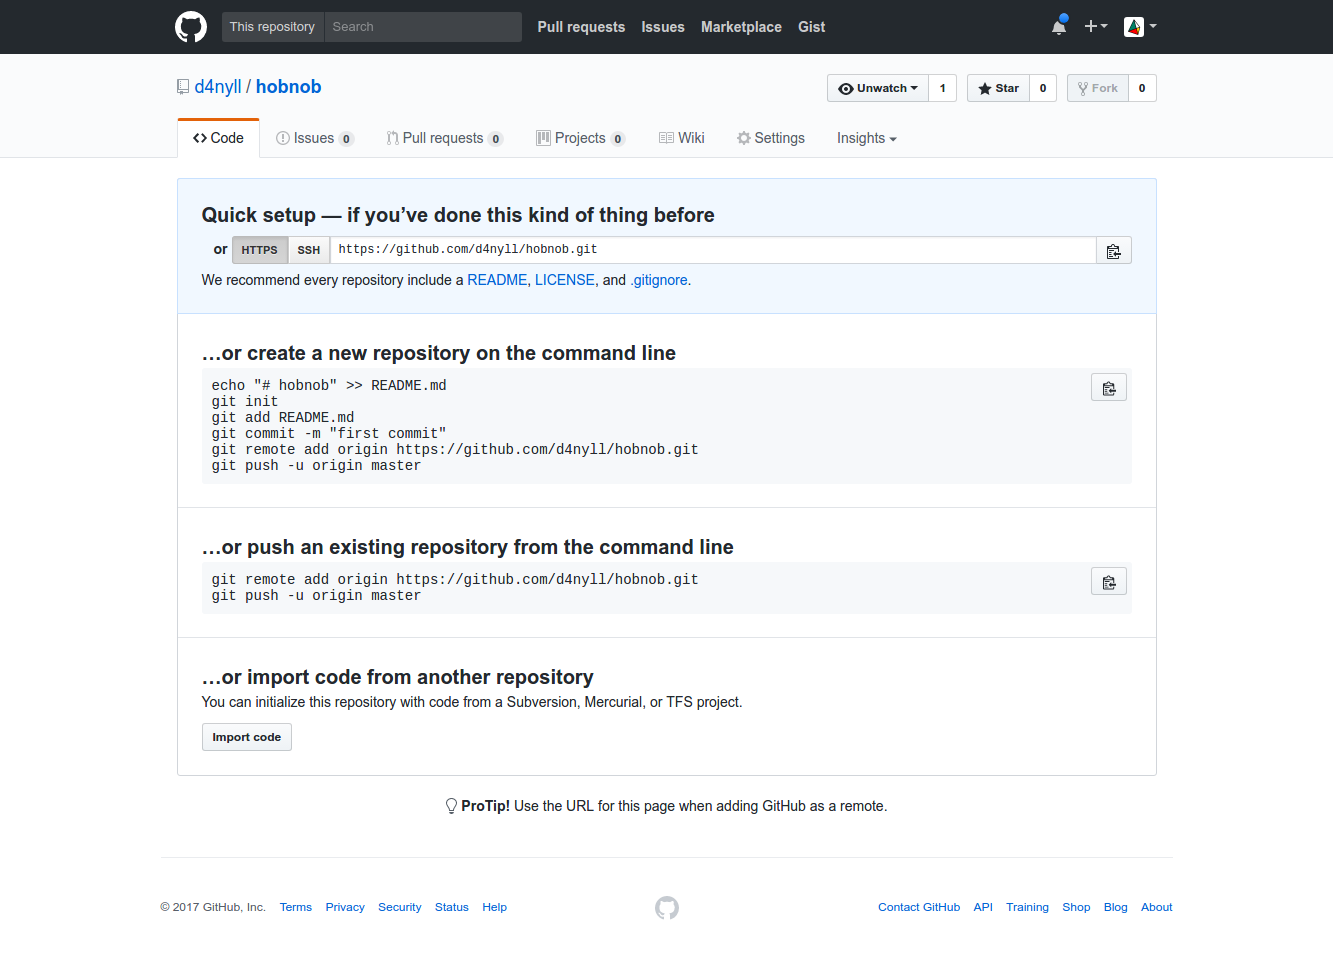 This repository Search Pull requests Issues Marketplace Gist
d4nyll / hobnob
Unwatch 1 Star 0 Fork 0
Code Issues 0 Pull requests 0 Projects 0 Wiki Settings Insights
Quick setup — if you’ve done this kind of thing before
or HTTPS SSH https://github.com/d4nyll/hobnob.git
We recommend every repository include a README, LICENSE, and .gitignore.
…or create a new repository on the command line
echo "# hobnob" >> README.md
git init
git add README.md
git commit -m "first commit"
git remote add origin https://github.com/d4nyll/hobnob.git
git push -u origin master
…or push an existing repository from the command line
git remote add origin https://github.com/d4nyll/hobnob.git
git push -u origin master
…or import code from another repository
You can initialize this repository with code from a Subversion, Mercurial, or TFS project.
Import code
ProTip! Use the URL for this page when adding GitHub as a remote.
© 2017 GitHub, Inc. Terms Privacy Security Status Help Contact GitHub API Training Shop Blog About